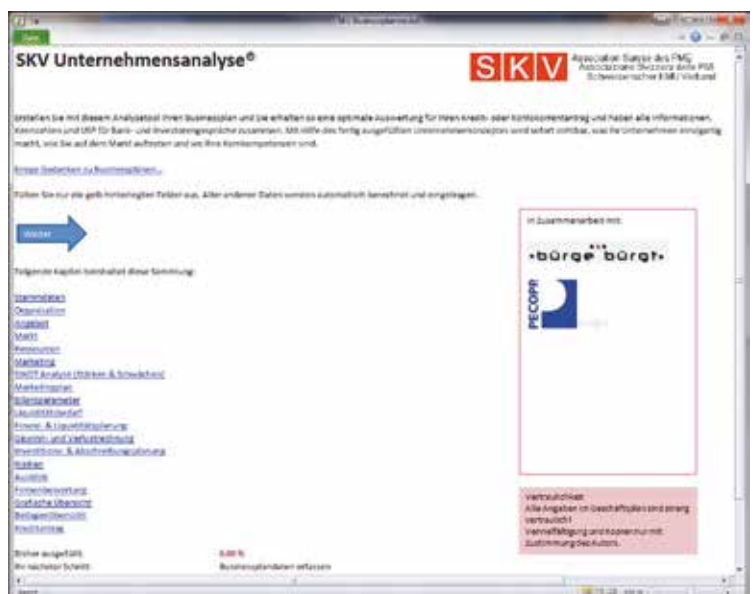 SKV Unternehmensanalyse®
SKV
Association Suisse des PME
Associazione Svizzera delle PMI
Schweizerischer KMU Verband
Erstellen Sie mit diesem Analysetool Ihren Businessplan und Sie erhalten so eine optimale Auswertung für Ihren Kredit- oder Kontokorrentantrag und haben alle Informationen,
Kennzahlen und USP für Bank- und Investorengespräche zusammen. Mit Hilfe des fertig ausgefüllten Unternehmenskonzeptes wird sofort sichtbar, was Ihr Unternehmen einzigartig
macht, wie Sie auf dem Markt auftreten und wo Ihre Kernkompetenzen sind.
Einige Gedanken zu Businessplänen...
Füllen Sie nur die gelb hinterlegten Felder aus. Alle anderen Daten werden automatisch berechnet und eingetragen.
Weiter
In Zusammenarbeit mit:
bürge bürgt
PECOPR
Folgende Kapitel beinhaltet diese Sammlung:
Stammdaten
Organisation
Angebot
Markt
Ressourcen
Marketing
SWOT Analyse (Stärken & Schwächen)
Marketingplan
Bilanzparameter
Liquiditätsbedarf
Finanz- & Liquiditätsplanung
Gewinn- und Verlustrechnung
Investitions- & Abschreibungsplanung
Risiken
Ausblick
Firmenbewertung
Grafische Übersicht
Beilagenübersicht
Kreditantrag
Vertraulichkeit
Alle Angaben im Geschäftsplan sind streng
vertraulich!
Vervielfältigung und Kopien nur mit
Zustimmung des Autors.
Bisher ausgefüllt: 0.00 %
Ihr nächster Schritt: Businessplandaten erfassen